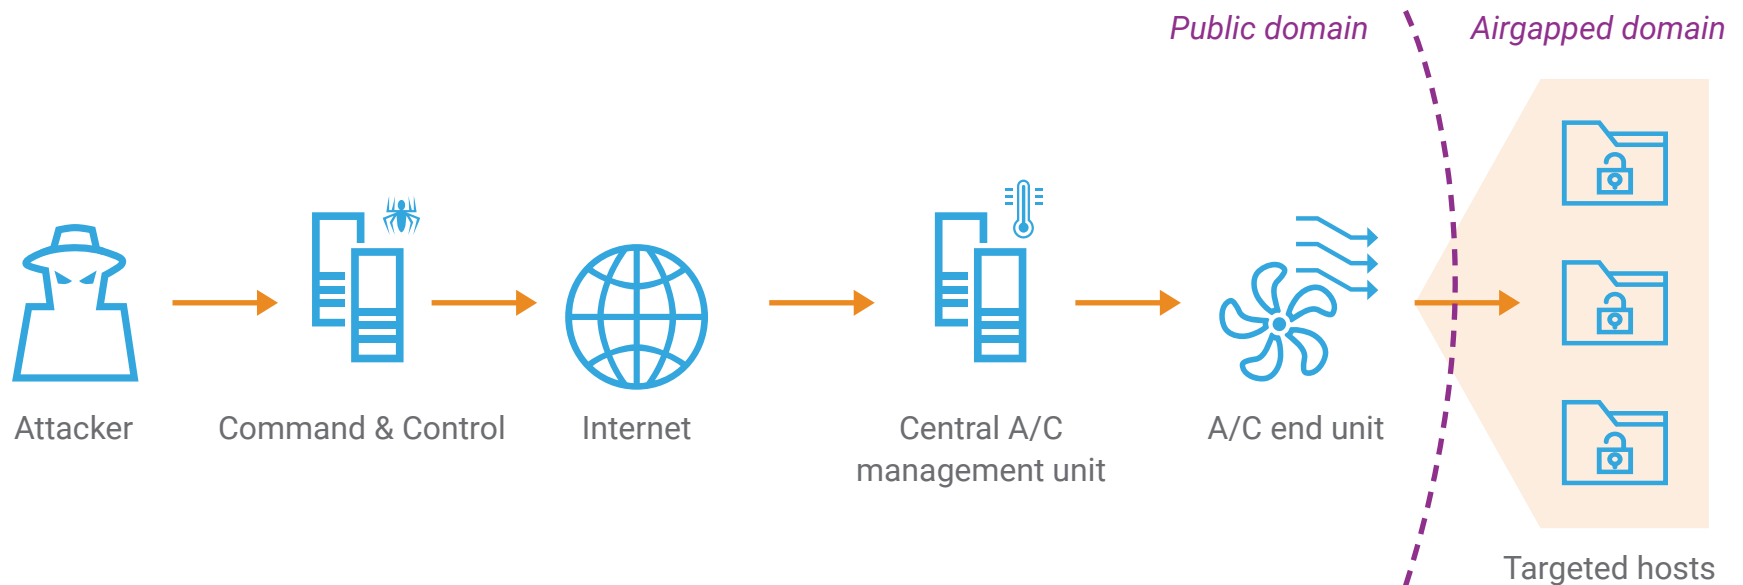 Public domain
Airgapped domain
Attacker
Command & Control
Internet
Central A/C
management unit
A/C end unit
Targeted hosts